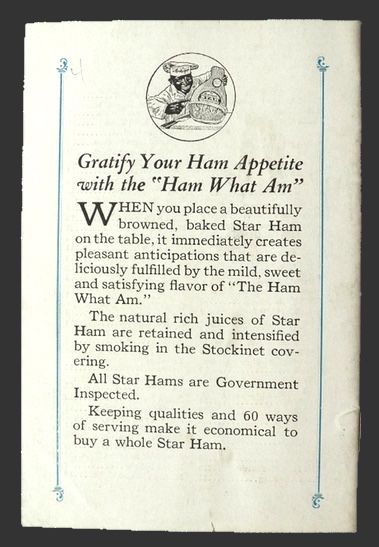 Gratify Your Ham Appetite
with the "Ham What Am"
WHEN you place a beautifully
browned, baked Star Ham
on the table, it immediately creates
pleasant anticipations that are de-
liciously fulfilled by the mild, sweet
and satisfying flavor of "The Ham
What Am."
The natural rich juices of Star
Ham are retained and intensified
by smoking in the Stockinet cov-
ering.
All Star Hams are Government
Inspected.
Keeping qualities and 60 ways
of serving make it economical to
buy a whole Star Ham.